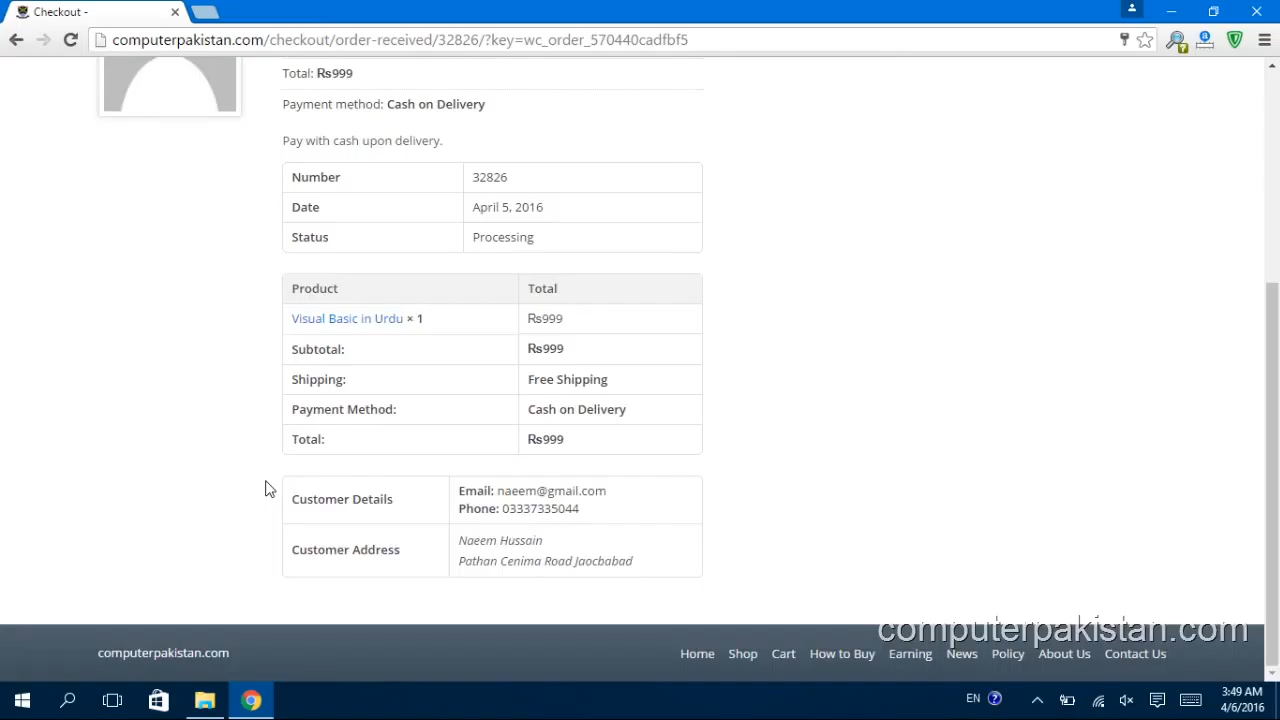 Checkout -
computerpakistan.com/checkout/order-received/32826/?key=wc_order_570440cadfbf5
Total: ₨999
Payment method: Cash on Delivery
Pay with cash upon delivery.
Number 32826
Date April 5, 2016
Status Processing
Product Total
Visual Basic in Urdu × 1 ₨999
Subtotal: ₨999
Shipping: Free Shipping
Payment Method: Cash on Delivery
Total: ₨999
Customer Details Email: naeem@gmail.com
Phone: 03337335044
Customer Address Naeem Hussain
Pathan Cenima Road Jaocbabad
computerpakistan.com
computerpakistan.com Home Shop Cart How to Buy Earning News Policy About Us Contact Us
EN 3:49 AM
4/6/2016